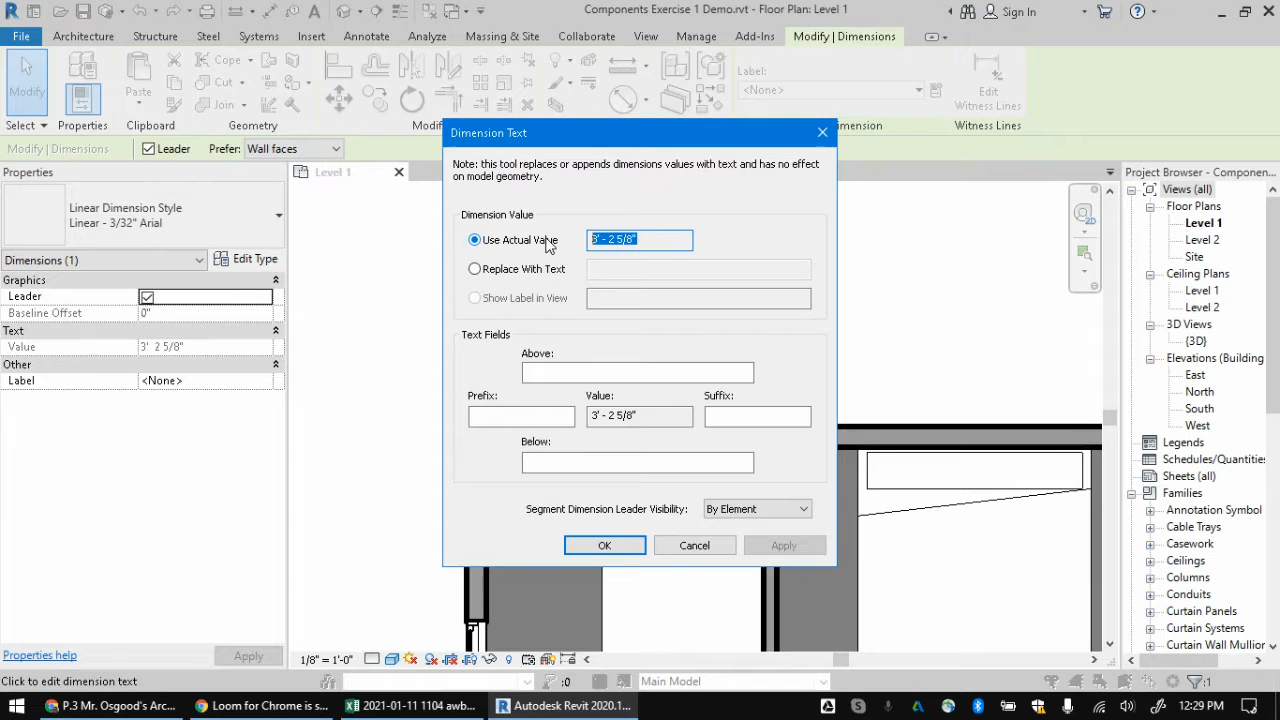 Components Exercise 1 Demo.rvt - Floor Plan: Level 1
Sign In
File
Architecture
Structure
Steel
Systems
Insert
Annotate
Analyze
Massing & Site
Collaborate
View
Manage
Add-Ins
Modify | Dimensions
Modify
Paste
Cope
Cut
Join
Label:
<None>
Edit
Witness Lines
Select
Properties
Clipboard
Geometry
Witness Lines
Modify | Dimensions
Leader
Prefer:
Wall faces
Properties
Linear Dimension Style
Linear - 3/32" Arial
Dimensions (1)
Edit Type
Graphics
Leader
Baseline Offset
0"
Text
Value
3' 2 5/8"
Other
Label
<None>
Properties help
Apply
Level 1
Dimension Text
Note: this tool replaces or appends dimensions values with text and has no effect
on model geometry.
Dimension Value
Use Actual Value
3' - 2 5/8"
Replace With Text
Show Label in View
Text Fields
Above:
Prefix:
Value:
Suffix:
3' - 2 5/8"
Below:
Segment Dimension Leader Visibility:
By Element
OK
Cancel
Apply
2D
Project Browser - Componen...
Views (all)
Floor Plans
Level 1
Level 2
Site
Ceiling Plans
Level 1
Level 2
3D Views
{3D}
Elevations (Building
East
North
South
West
Legends
Schedules/Quantities
Sheets (all)
Families
Annotation Symbol
Cable Trays
Casework
Ceilings
Columns
Conduits
Curtain Panels
Curtain Systems
Curtain Wall Mullion
1/8" = 1'-0"
Click to edit dimension text
:0
Main Model
:1
P.3 Mr. Osgood's Arc...
Loom for Chrome is s...
2021-01-11 1104 awb...
Autodesk Revit 2020.1...
12:29 PM